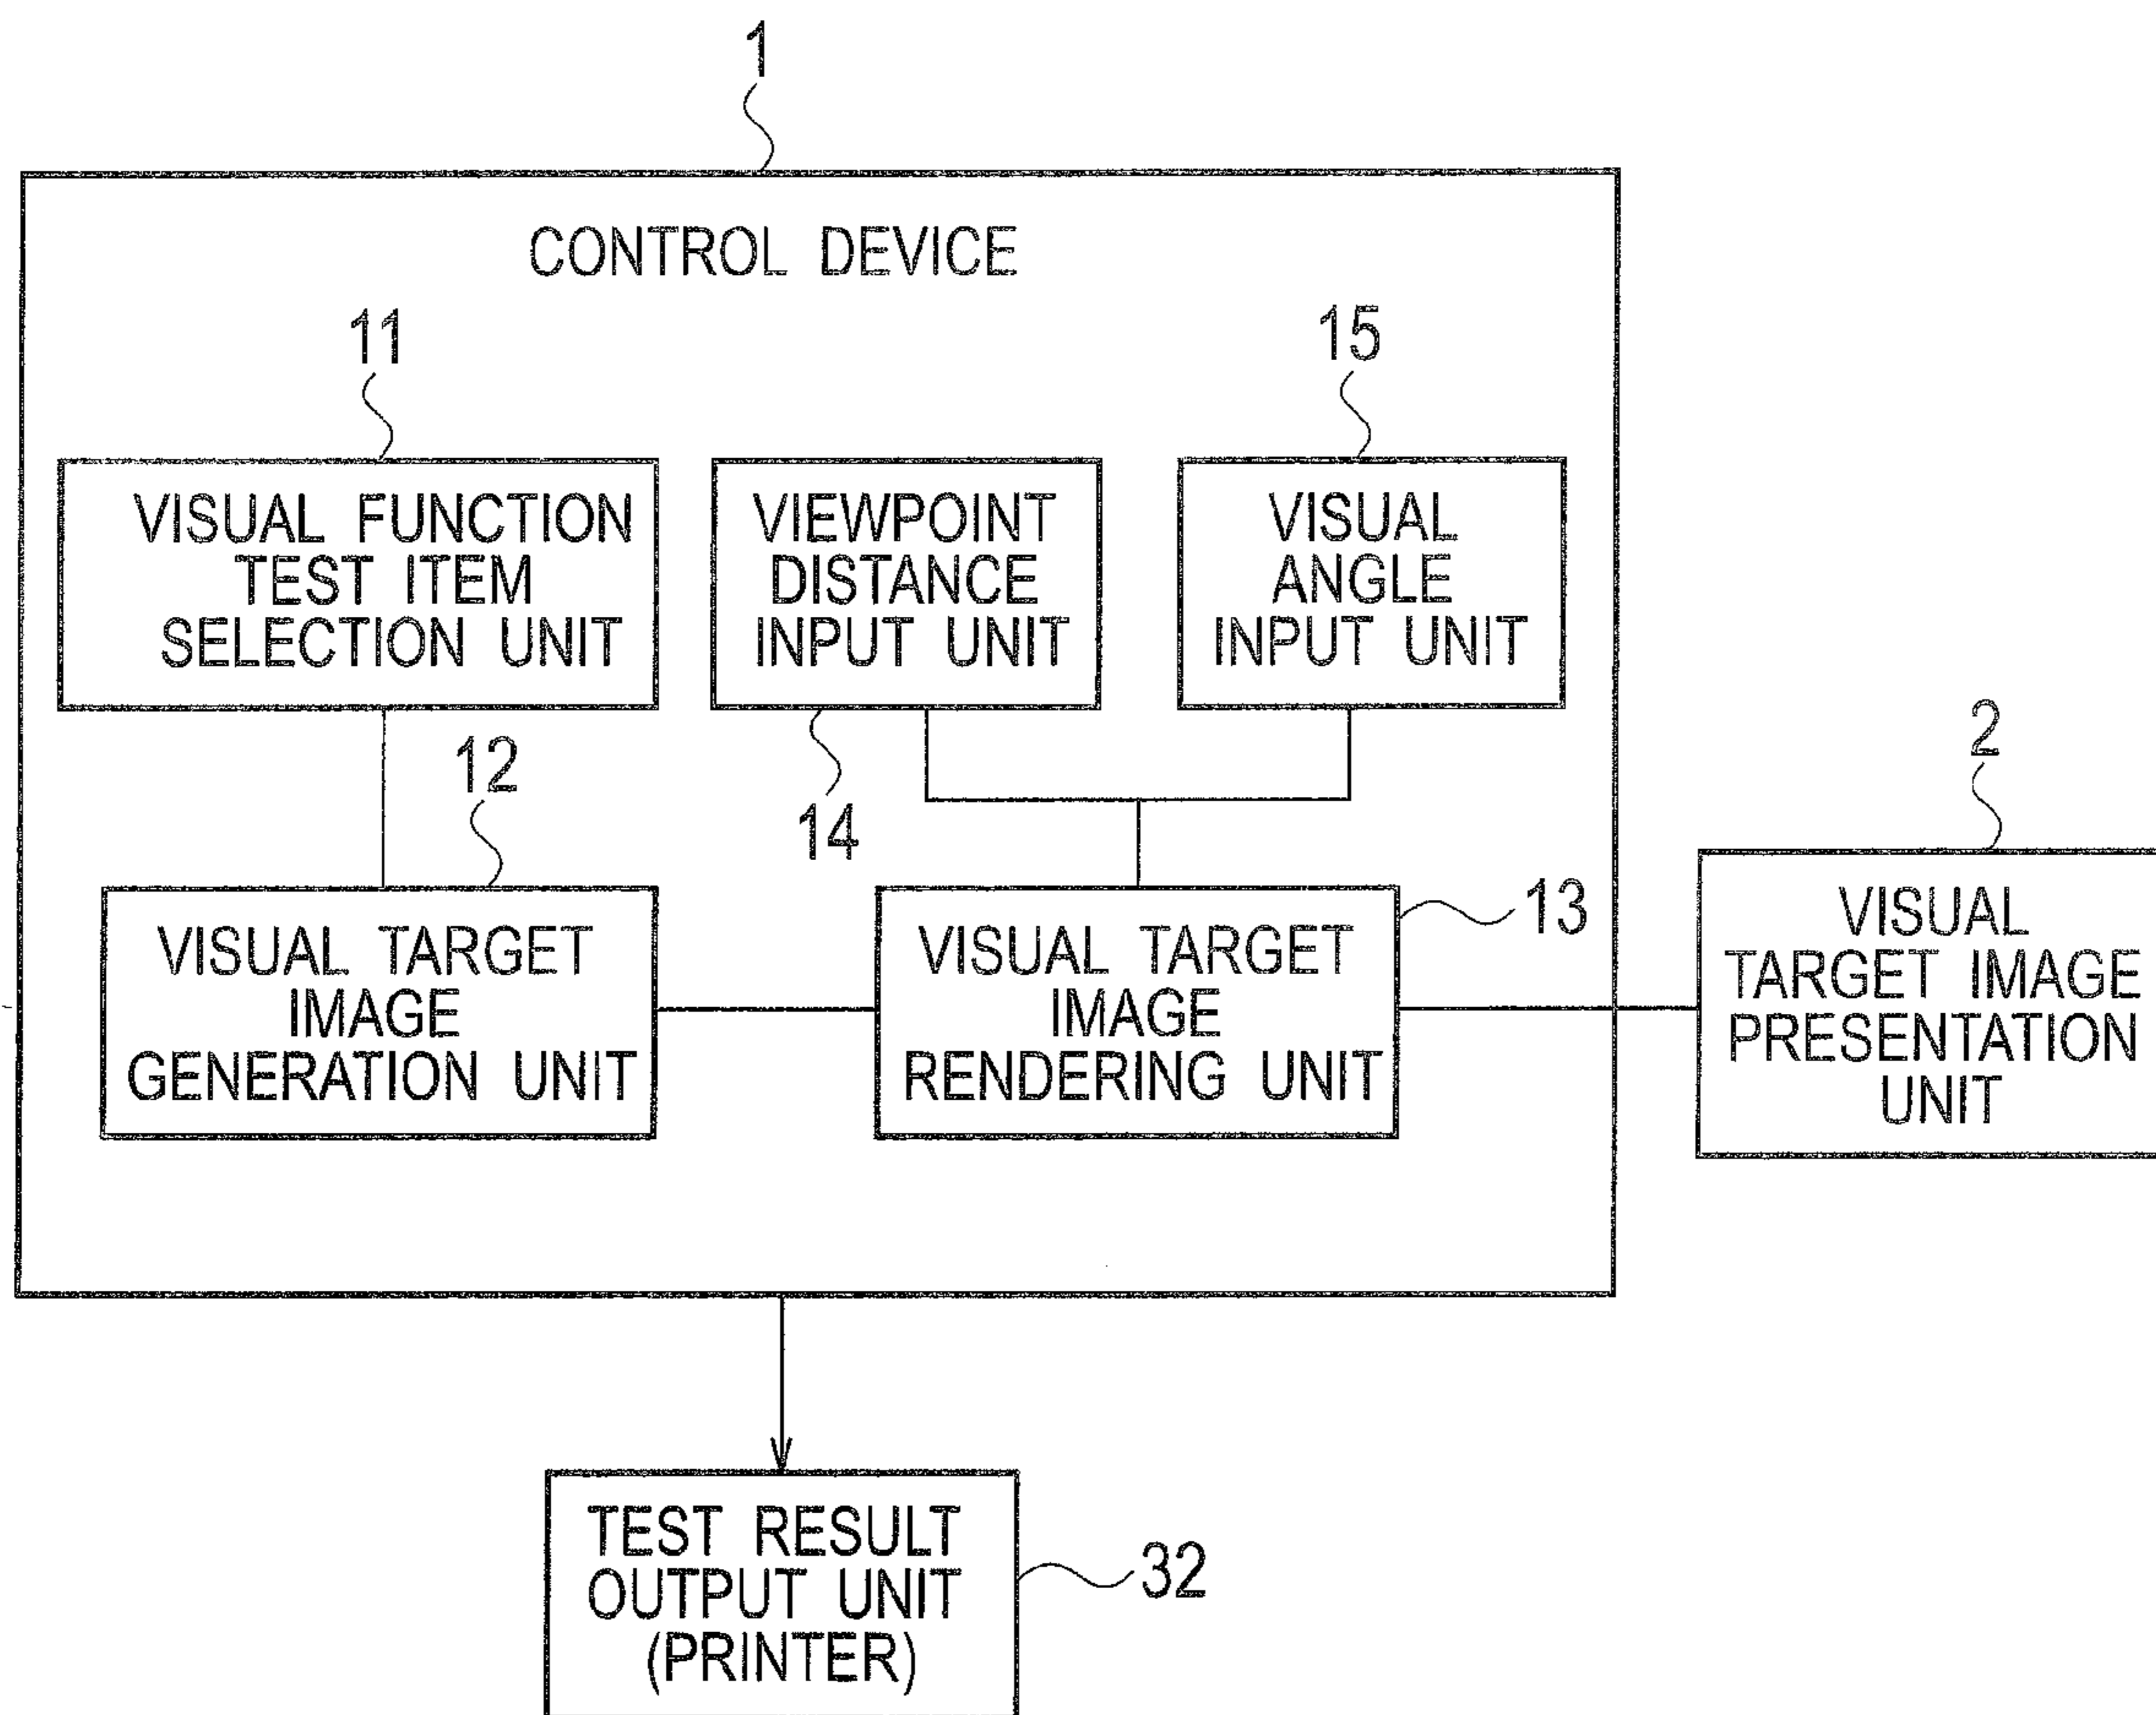 1
CONTROL DEVICE
11
15
VISUAL FUNCTION
TEST ITEM
SELECTION UNIT
VIEWPOINT
DISTANCE
INPUT UNIT
VISUAL
ANGLE
INPUT UNIT
12
14
2
VISUAL TARGET
IMAGE
GENERATION UNIT
VISUAL TARGET
IMAGE
RENDERING UNIT
13
VISUAL
TARGET IMAGE
PRESENTATION
UNIT
TEST RESULT
OUTPUT UNIT
(PRINTER)
32